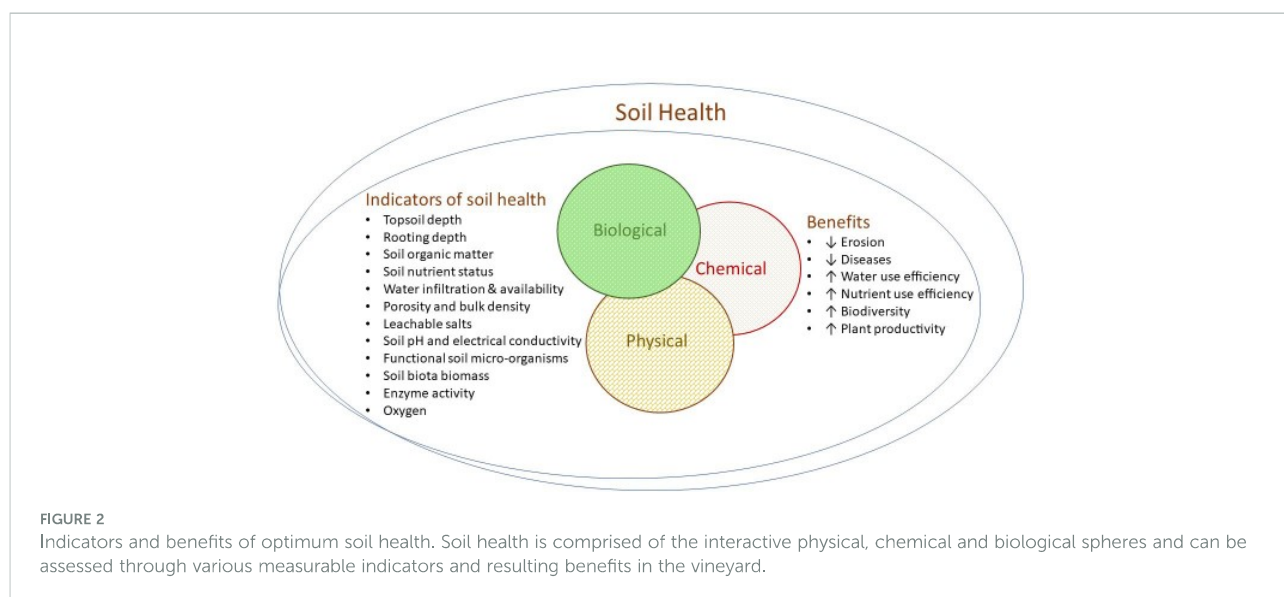 Soil Health
Indicators of soil health
• Topsoil depth
• Rooting depth
• Soil organic matter
• Soil nutrient status
• Water infiltration & availability
• Porosity and bulk density
• Leachable salts
• Soil pH and electrical conductivity
• Functional soil micro-organisms
• Soil biota biomass
• Enzyme activity
• Oxygen
Biological
Chemical
Physical
Benefits
• ↓ Erosion
• ↓ Diseases
• ↑ Water use efficiency
• ↑ Nutrient use efficiency
• ↑ Biodiversity
• ↑ Plant productivity
FIGURE 2
Indicators and benefits of optimum soil health. Soil health is comprised of the interactive physical, chemical and biological spheres and can be
assessed through various measurable indicators and resulting benefits in the vineyard.